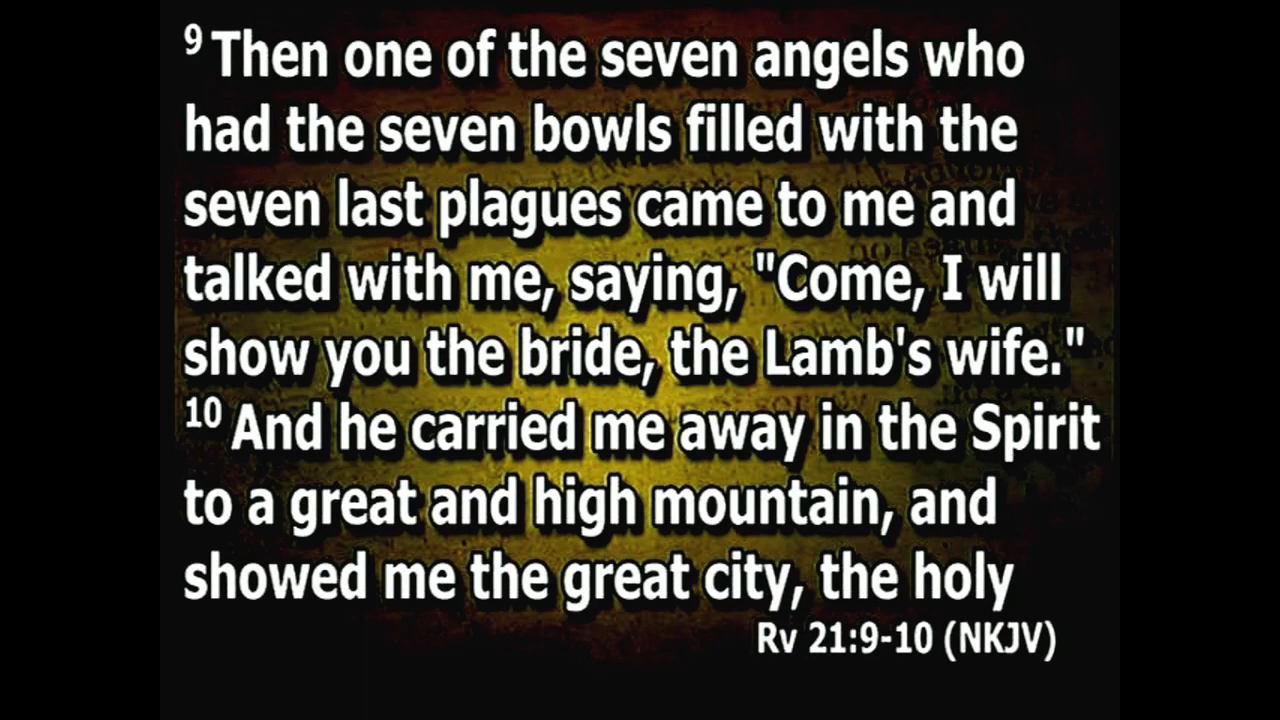 9 Then one of the seven angels who
had the seven bowls filled with the
seven last plagues came to me and
talked with me, saying, "Come, I will
show you the bride, the Lamb's wife."
10 And he carried me away in the Spirit
to a great and high mountain, and
showed me the great city, the holy
Rv 21:9-10 (NKJV)